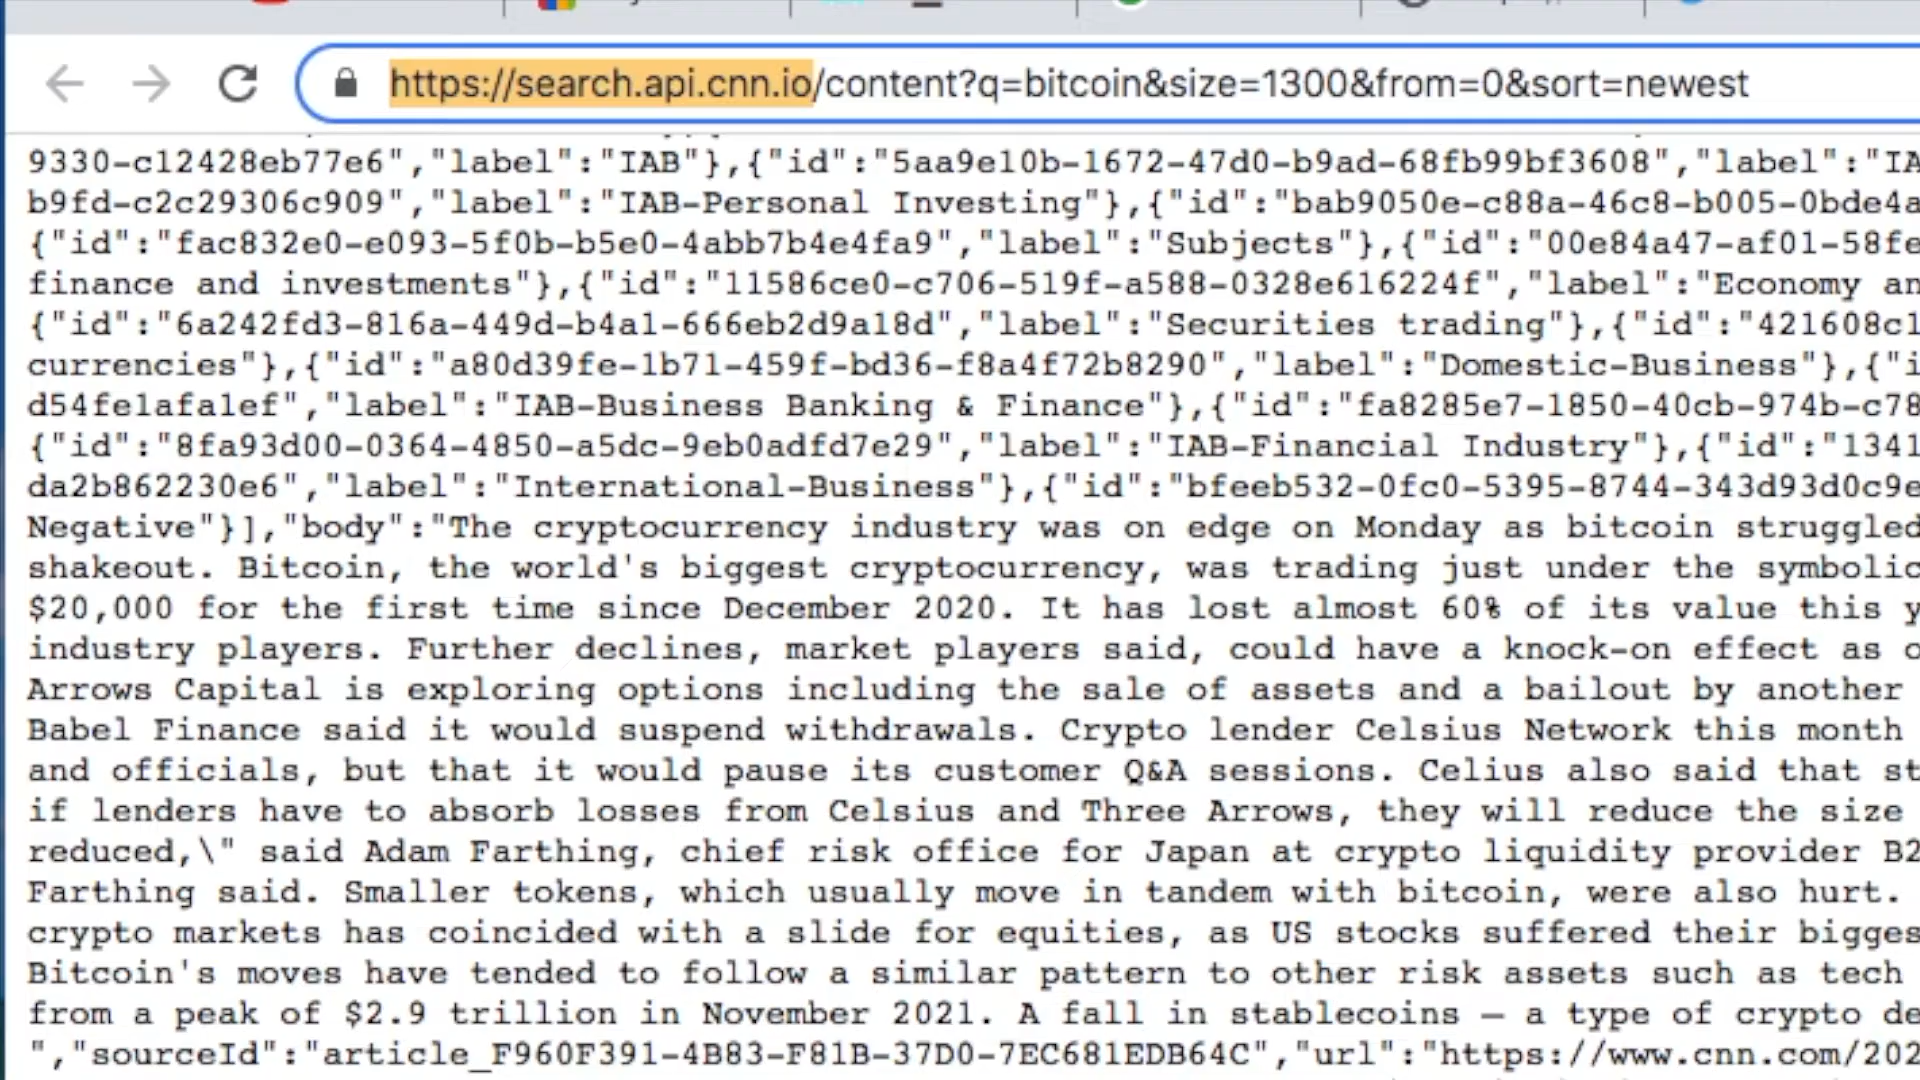 https://search.api.cnn.io/content?q=bitcoin&size=1300&from=0&sort=newest
9330-c12428eb77e6","label":"IAB"},{"id":"5aa9e10b-1672-47d0-b9ad-68fb99bf3608","label":"IA
b9fd-c2c29306c909","label":"IAB-Personal Investing"},{"id":"bab9050e-c88a-46c8-b005-0bde4a
{"id":"fac832e0-e093-5f0b-b5e0-4abb7b4e4fa9","label":"Subjects"},{"id":"00e84a47-af01-58fe
finance and investments"},{"id":"11586ce0-c706-519f-a588-0328e616224f","label":"Economy an
{"id":"6a242fd3-816a-449d-b4a1-666eb2d9a18d","label":"Securities trading"},{"id":"421608c1
currencies"},{"id":"a80d39fe-1b71-459f-bd36-f8a4f72b8290","label":"Domestic-Business"},{"i
d54fe1afa1ef","label":"IAB-Business Banking & Finance"},{"id":"fa8285e7-1850-40cb-974b-c78
{"id":"8fa93d00-0364-4850-a5dc-9eb0adfd7e29","label":"IAB-Financial Industry"},{"id":"1341
da2b862230e6","label":"International-Business"},{"id":"bfeeb532-0fc0-5395-8744-343d93d0c9e
Negative"}],"body":"The cryptocurrency industry was on edge on Monday as bitcoin struggled
shakeout. Bitcoin, the world's biggest cryptocurrency, was trading just under the symbolic
$20,000 for the first time since December 2020. It has lost almost 60% of its value this y
industry players. Further declines, market players said, could have a knock-on effect as o
Arrows Capital is exploring options including the sale of assets and a bailout by another
Babel Finance said it would suspend withdrawals. Crypto lender Celsius Network this month
and officials, but that it would pause its customer Q&A sessions. Celius also said that st
if lenders have to absorb losses from Celsius and Three Arrows, they will reduce the size
reduced,\" said Adam Farthing, chief risk office for Japan at crypto liquidity provider B2
Farthing said. Smaller tokens, which usually move in tandem with bitcoin, were also hurt.
crypto markets has coincided with a slide for equities, as US stocks suffered their bigges
Bitcoin's moves have tended to follow a similar pattern to other risk assets such as tech
from a peak of $2.9 trillion in November 2021. A fall in stablecoins — a type of crypto de
","sourceId":"article_F960F391-4B83-F81B-37D0-7EC681EDB64C","url":"https://www.cnn.com/202